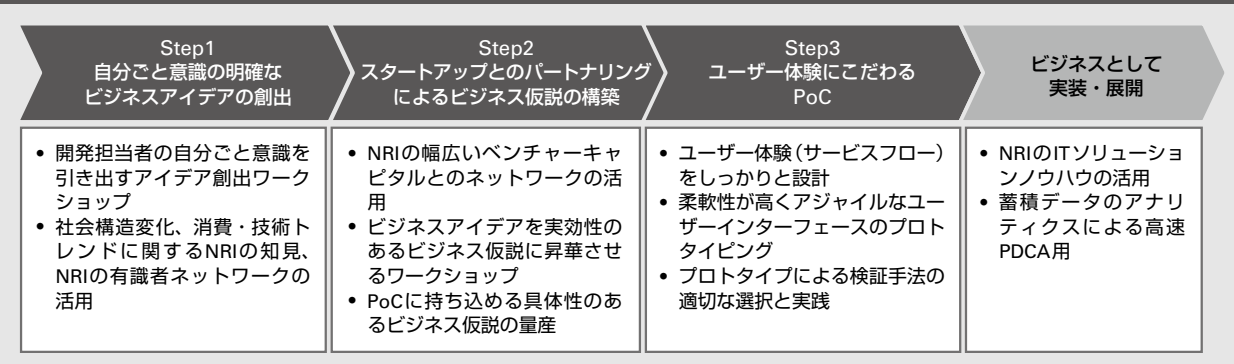 Step1
自分ごと意識の明確な
ビジネスアイデアの創出
Step2
スタートアップとのパートナリング
によるビジネス仮説の構築
Step3
ユーザー体験にこだわる
PoC
ビジネスとして
実装・展開
• 開発担当者の自分ごと意識を
引き出すアイデア創出ワーク
ショップ
• 社会構造変化、消費・技術ト
レンドに関するNRIの知見、
NRIの有識者ネットワークの
活用
• NRIの幅広いベンチャーキャ
ピタルとのネットワークの活
用
• ビジネスアイデアを実効性の
あるビジネス仮説に昇華させ
るワークショップ
• PoCに持ち込める具体性のあ
るビジネス仮説の量産
• ユーザー体験（サービスフロー）
をしっかりと設計
• 柔軟性が高くアジャイルなユー
ザーインターフェースのプロト
タイピング
• プロトタイプによる検証手法の
適切な選択と実践
• NRIのITソリューショ
ンノウハウの活用
• 蓄積データのアナリ
ティクスによる高速
PDCA用